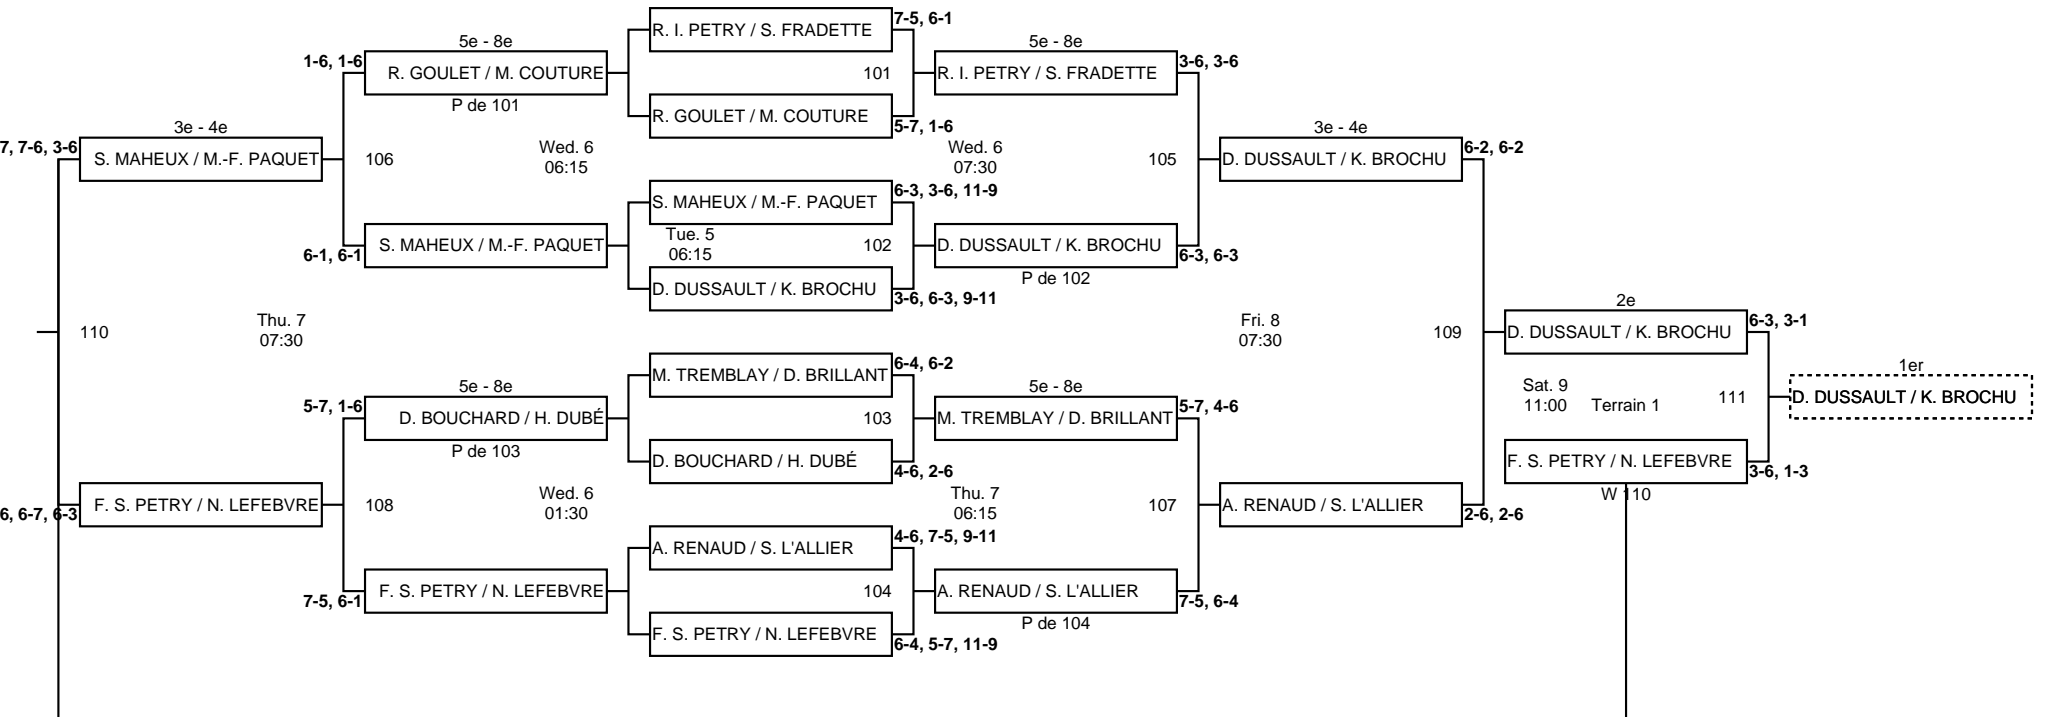 7, 7-6, 3-6
3e - 4e
S. MAHEUX / M.-F. PAQUET
110
Thu. 7
07:30
6, 6-7, 6-3
F. S. PETRY / N. LEFEBVRE
1-6, 1-6
5e - 8e
R. GOULET / M. COUTURE
P de 101
106
Wed. 6
06:15
6-1, 6-1
S. MAHEUX / M.-F. PAQUET
5-7, 1-6
5e - 8e
D. BOUCHARD / H. DUBÉ
P de 103
108
Wed. 6
01:30
7-5, 6-1
F. S. PETRY / N. LEFEBVRE
R. I. PETRY / S. FRADETTE
7-5, 6-1
101
R. GOULET / M. COUTURE
5-7, 1-6
S. MAHEUX / M.-F. PAQUET
6-3, 3-6, 11-9
Tue. 5
06:15
102
D. DUSSAULT / K. BROCHU
3-6, 6-3, 9-11
M. TREMBLAY / D. BRILLANT
6-4, 6-2
103
D. BOUCHARD / H. DUBÉ
4-6, 2-6
A. RENAUD / S. L'ALLIER
4-6, 7-5, 9-11
104
F. S. PETRY / N. LEFEBVRE
6-4, 5-7, 11-9
5e - 8e
R. I. PETRY / S. FRADETTE
3-6, 3-6
Wed. 6
07:30
105
D. DUSSAULT / K. BROCHU
6-3, 6-3
P de 102
5e - 8e
M. TREMBLAY / D. BRILLANT
5-7, 4-6
Thu. 7
06:15
107
A. RENAUD / S. L'ALLIER
7-5, 6-4
P de 104
3e - 4e
D. DUSSAULT / K. BROCHU
6-2, 6-2
Fri. 8
07:30
109
A. RENAUD / S. L'ALLIER
2-6, 2-6
2e
D. DUSSAULT / K. BROCHU
6-3, 3-1
Sat. 9
11:00
Terrain 1
111
F. S. PETRY / N. LEFEBVRE
3-6, 1-3
W 110
1er
D. DUSSAULT / K. BROCHU